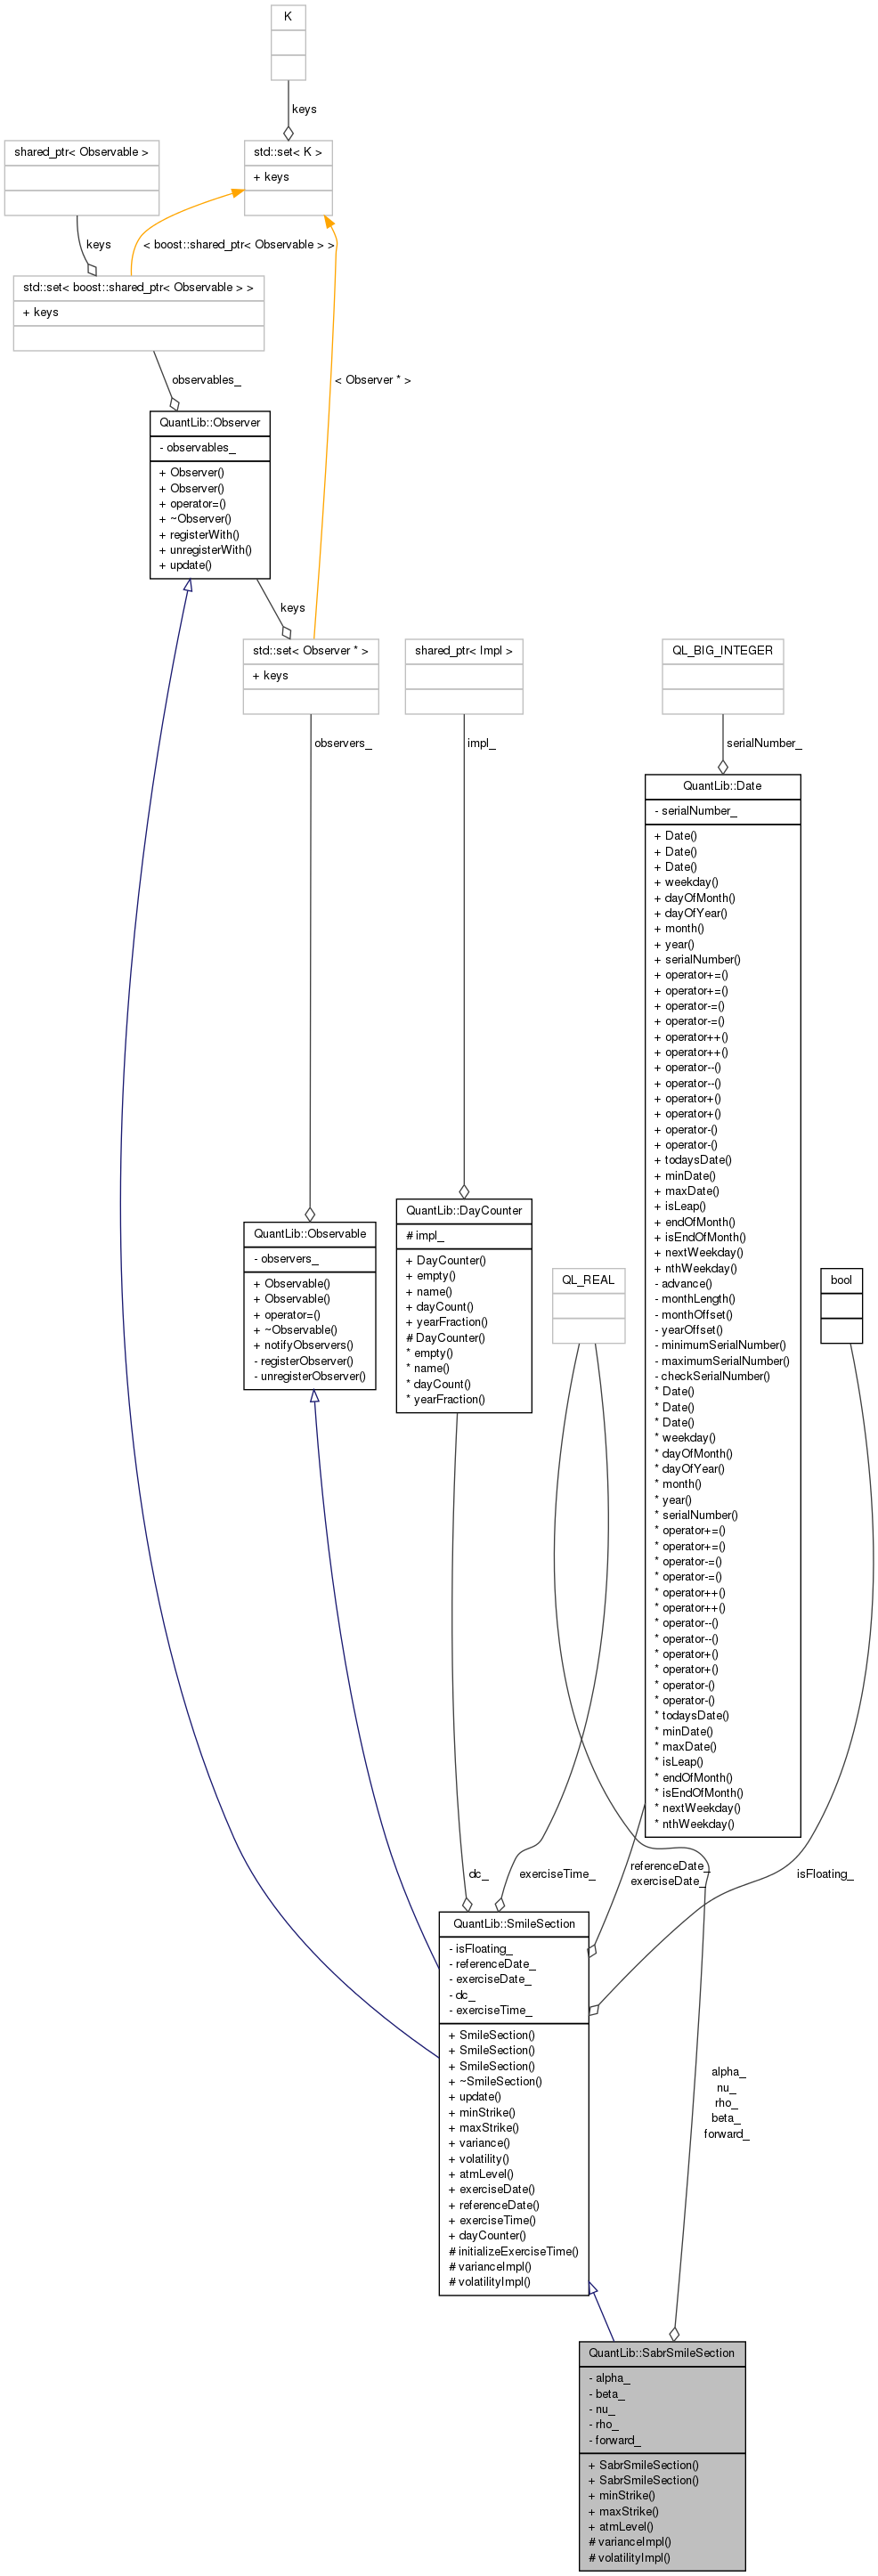 K
keys
shared_ptr< Observable >
std::set< K >
+ keys
keys
< boost::shared_ptr< Observable > >
std::set< boost::shared_ptr< Observable > >
+ keys
observables_
< Observer * >
QuantLib::Observer
- observables_
+ Observer()
+ Observer()
+ operator=()
+ ~Observer()
+ registerWith()
+ unregisterWith()
+ update()
keys
std::set< Observer * >
+ keys
shared_ptr< Impl >
QL_BIG_INTEGER
observers_
impl_
serialNumber_
QuantLib::Date
- serialNumber_
+ Date()
+ Date()
+ Date()
+ weekday()
+ dayOfMonth()
+ dayOfYear()
+ month()
+ year()
+ serialNumber()
+ operator+=()
+ operator+=()
+ operator-=()
+ operator-=()
+ operator++()
+ operator++()
+ operator--()
+ operator--()
+ operator+()
+ operator+()
+ operator-()
+ operator-()
+ todaysDate()
+ minDate()
+ maxDate()
+ isLeap()
+ endOfMonth()
+ isEndOfMonth()
+ nextWeekday()
+ nthWeekday()
- advance()
- monthLength()
- monthOffset()
- yearOffset()
- minimumSerialNumber()
- maximumSerialNumber()
- checkSerialNumber()
* Date()
* Date()
* Date()
* weekday()
* dayOfMonth()
* dayOfYear()
* month()
* year()
* serialNumber()
* operator+=()
* operator+=()
* operator-=()
* operator-=()
* operator++()
* operator++()
* operator--()
* operator--()
* operator+()
* operator+()
* operator-()
* operator-()
* todaysDate()
* minDate()
* maxDate()
* isLeap()
* endOfMonth()
* isEndOfMonth()
* nextWeekday()
* nthWeekday()
QuantLib::Observable
- observers_
+ Observable()
+ Observable()
+ operator=()
+ ~Observable()
+ notifyObservers()
- registerObserver()
- unregisterObserver()
QuantLib::DayCounter
# impl_
+ DayCounter()
+ empty()
+ name()
+ dayCount()
+ yearFraction()
# DayCounter()
* empty()
* name()
* dayCount()
* yearFraction()
QL_REAL
bool
dc_
exerciseTime_
referenceDate_
exerciseDate_
isFloating_
QuantLib::SmileSection
- isFloating_
- referenceDate_
- exerciseDate_
- dc_
- exerciseTime_
+ SmileSection()
+ SmileSection()
+ SmileSection()
+ ~SmileSection()
+ update()
+ minStrike()
+ maxStrike()
+ variance()
+ volatility()
+ atmLevel()
+ exerciseDate()
+ referenceDate()
+ exerciseTime()
+ dayCounter()
# initializeExerciseTime()
# varianceImpl()
# volatilityImpl()
alpha_
nu_
rho_
beta_
forward_
QuantLib::SabrSmileSection
- alpha_
- beta_
- nu_
- rho_
- forward_
+ SabrSmileSection()
+ SabrSmileSection()
+ minStrike()
+ maxStrike()
+ atmLevel()
# varianceImpl()
# volatilityImpl()